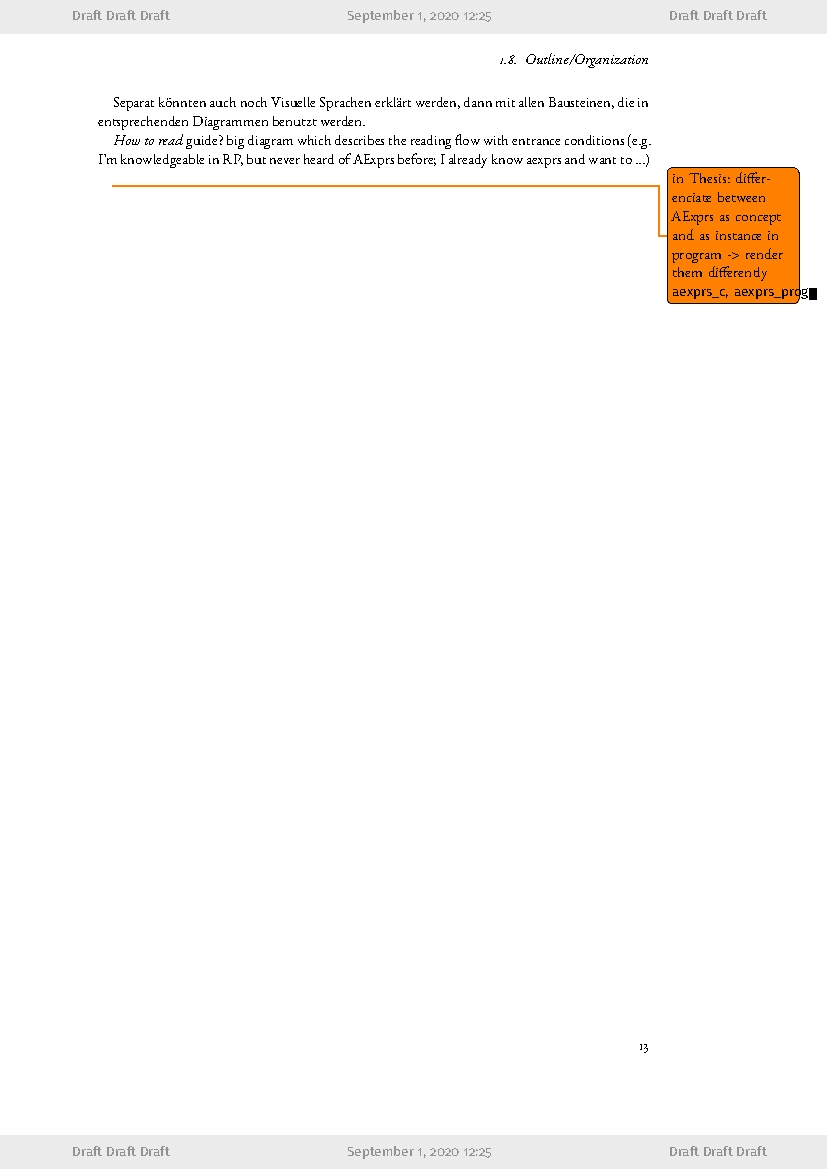 Draft Draft Draft September 1, 2020 12:25 Draft Draft Draft
1.8. Outline/Organization
Separat könnten auch noch Visuelle Sprachen erklärt werden, dann mit allen Bausteinen, die in
entsprechenden Diagrammen benutzt werden.
How to read guide? big diagram which describes the reading flow with entrance conditions (e.g.
I'm knowledgeable in RP, but never heard of AExprs before; I already know aexprs and want to ...)
in Thesis: differ-
enciate between
AExprs as concept
and as instance in
program -> render
them differently
aexprs_c, aexprs_prog
13
Draft Draft Draft September 1, 2020 12:25 Draft Draft Draft